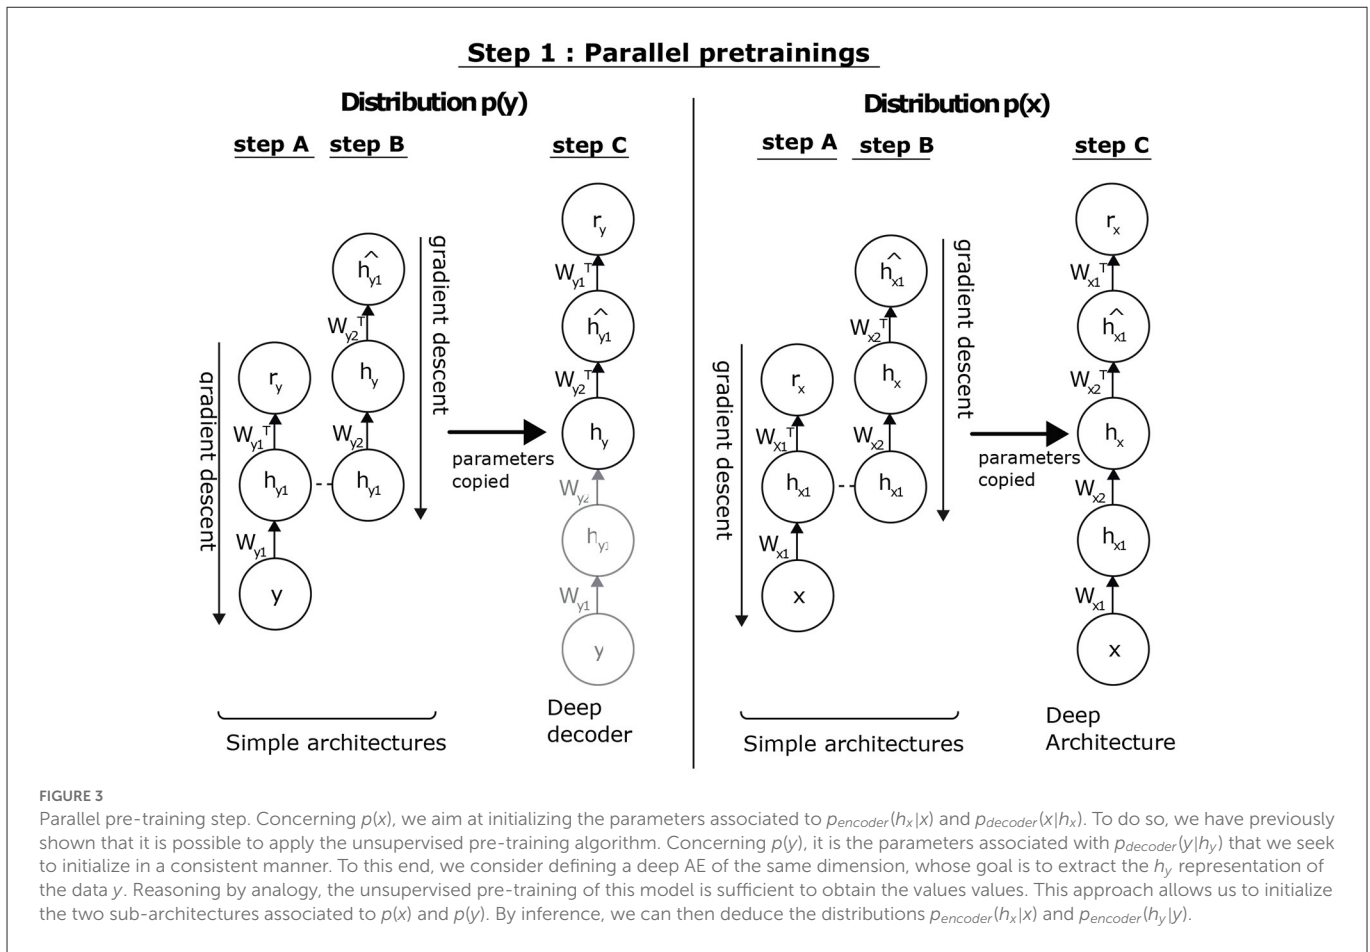 Step 1 : Parallel pretrainings
Distribution p(y)
step A
step B
step C
gradient descent
r_y
W_y1^T
h_y1
W_y1
y
gradient descent
ĥ_y1
W_y2^T
h_y
W_y2
h_y1
parameters
copied
r_y
W_y1^T
ĥ_y1
W_y2^T
h_y
W_y2
h_y1
W_y1
y
Simple architectures
Deep
decoder
Distribution p(x)
step A
step B
step C
gradient descent
r_x
W_x1^T
h_x1
W_x1
x
gradient descent
ĥ_x1
W_x2^T
h_x
W_x2
h_x1
parameters
copied
r_x
W_x1^T
ĥ_x1
W_x2^T
h_x
W_x2
h_x1
W_x1
x
Simple architectures
Deep
Architecture
FIGURE 3
Parallel pre-training step. Concerning p(x), we aim at initializing the parameters associated to p_encoder(h_x|x) and p_decoder(x|h_x). To do so, we have previously
shown that it is possible to apply the unsupervised pre-training algorithm. Concerning p(y), it is the parameters associated with p_decoder(y|h_y) that we seek
to initialize in a consistent manner. To this end, we consider defining a deep AE of the same dimension, whose goal is to extract the h_y representation of
the data y. Reasoning by analogy, the unsupervised pre-training of this model is sufficient to obtain the values values. This approach allows us to initialize
the two sub-architectures associated to p(x) and p(y). By inference, we can then deduce the distributions p_encoder(h_x|x) and p_encoder(h_y|y).